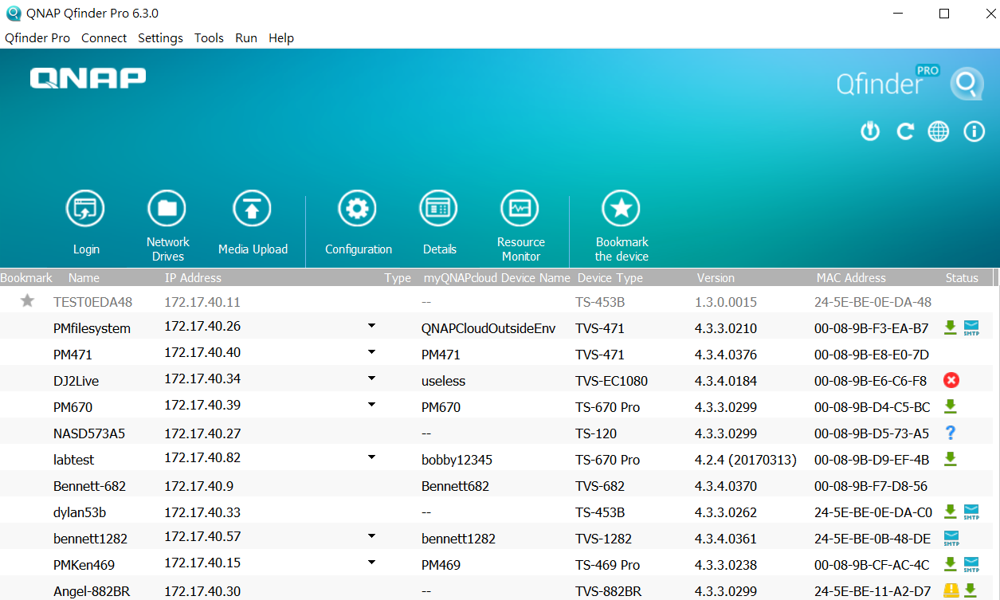 QNAP Qfinder Pro 6.3.0
Qfinder Pro Connect Settings Tools Run Help
QNAP
Qfinder PRO
Login
Network Drives
Media Upload
Configuration
Details
Resource Monitor
Bookmark the device
Bookmark Name IP Address Type myQNAPcloud Device Name Device Type Version MAC Address Status
TEST0EDA48 172.17.40.11 -- TS-453B 1.3.0.0015 24-5E-BE-0E-DA-48
PMfilesystem 172.17.40.26 QNAPCloudOutsideEnv TVS-471 4.3.3.0210 00-08-9B-F3-EA-B7 SMTP
PM471 172.17.40.40 PM471 TVS-471 4.3.4.0376 00-08-9B-E8-E0-7D
DJ2Live 172.17.40.34 useless TVS-EC1080 4.3.4.0184 00-08-9B-E6-C6-F8
PM670 172.17.40.39 PM670 TS-670 Pro 4.3.3.0299 00-08-9B-D4-C5-BC
NASD573A5 172.17.40.27 -- TS-120 4.3.3.0299 00-08-9B-D5-73-A5 ?
labtest 172.17.40.82 bobby12345 TS-670 Pro 4.2.4 (20170313) 00-08-9B-D9-EF-4B
Bennett-682 172.17.40.9 Bennett682 TVS-682 4.3.4.0370 00-08-9B-F7-D8-56
dylan53b 172.17.40.33 -- TS-453B 4.3.3.0262 24-5E-BE-0E-DA-C0 SMTP
bennett1282 172.17.40.57 bennett1282 TVS-1282 4.3.4.0361 24-5E-BE-0B-48-DE SMTP
PMKen469 172.17.40.15 PM469 TS-469 Pro 4.3.3.0238 00-08-9B-CF-AC-4C SMTP
Angel-882BR 172.17.40.30 -- TVS-882BR 4.3.3.0299 24-5E-BE-11-A2-D7